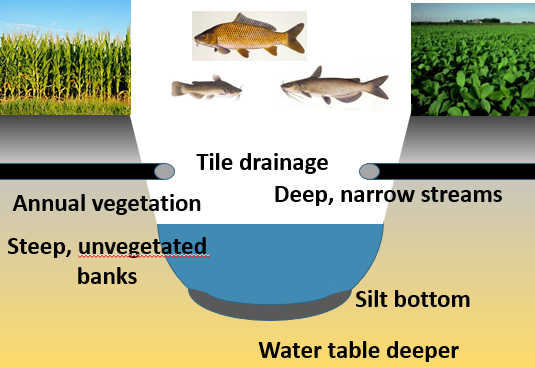 Tile drainage
Deep, narrow streams
Annual vegetation
Steep, unvegetated
banks
Silt bottom
Water table deeper